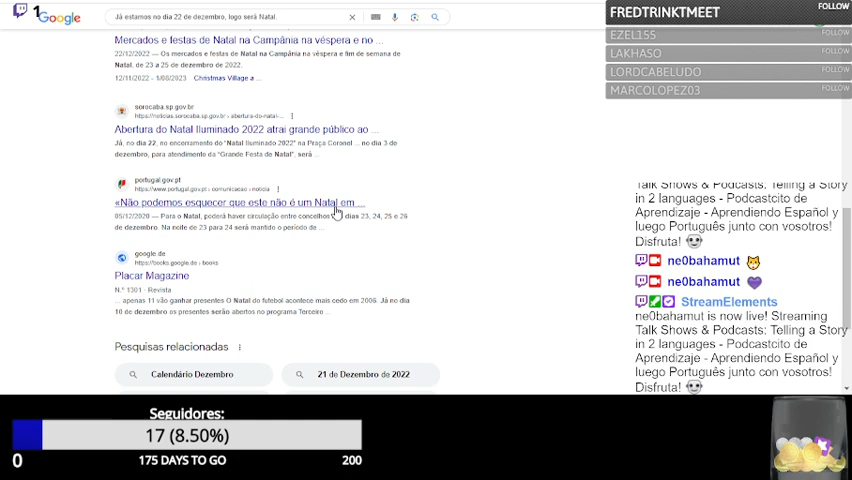 1
Google
Já estamos no dia 22 de dezembro, logo será Natal.
Mercados e festas de Natal na Campânia na véspera e no ...
22/12/2022 — Os mercados e festas de Natal na Campânia na véspera e fim de semana de
Natal, de 23 a 25 de dezembro de 2022.
12/11/2022 - 1/08/2023 Christmas Village a ...
sorocaba.sp.gov.br
https://noticias.sorocaba.sp.gov.br › abertura-do-natal-...
Abertura do Natal Iluminado 2022 atrai grande público ao ...
Já, no dia 22, no encorramento do "Natal Iluminado 2022" na Praça Coronel ... no dia 3 de
dezembro, para atendimento da "Grande Festa de Natal", será ...
portugal.gov.pt
https://www.portugal.gov.pt › comunicacao › noticia
«Não podemos esquecer que este não é um Natal em ...
05/12/2020 — Para o Natal, poderá haver circulação entre concelhos dia 23, 24, 25 e 26
de dezembro. Na noite de 23 para 24 será mantido o período de ...
google.de
https://books.google.de › books
Placar Magazine
N.º 1301 · Revista
... apenas 11 vão ganhar presentes O Natal do futebol acontece mais cedo em 2006. Já no dia
10 de dezembro os presentes serão abertos no programa Terceiro ...
Pesquisas relacionadas
Calendário Dezembro
21 de Dezembro de 2022
FREDTRINKTMEET FOLLOW
EZEL155 FOLLOW
LAKHASO FOLLOW
LORDCABELUDO FOLLOW
MARCOLOPEZ03 FOLLOW
Talk Shows & Podcasts: Telling a Story
in 2 languages - Podcastcito de
Aprendizaje - Aprendiendo Español y
luego Português junto con vosotros!
Disfruta!
ne0bahamut
ne0bahamut
StreamElements
ne0bahamut is now live! Streaming
Talk Shows & Podcasts: Telling a Story
in 2 languages - Podcastcito de
Aprendizaje - Aprendiendo Español y
luego Português junto con vosotros!
Disfruta!
Seguidores:
17 (8.50%)
0 175 DAYS TO GO 200